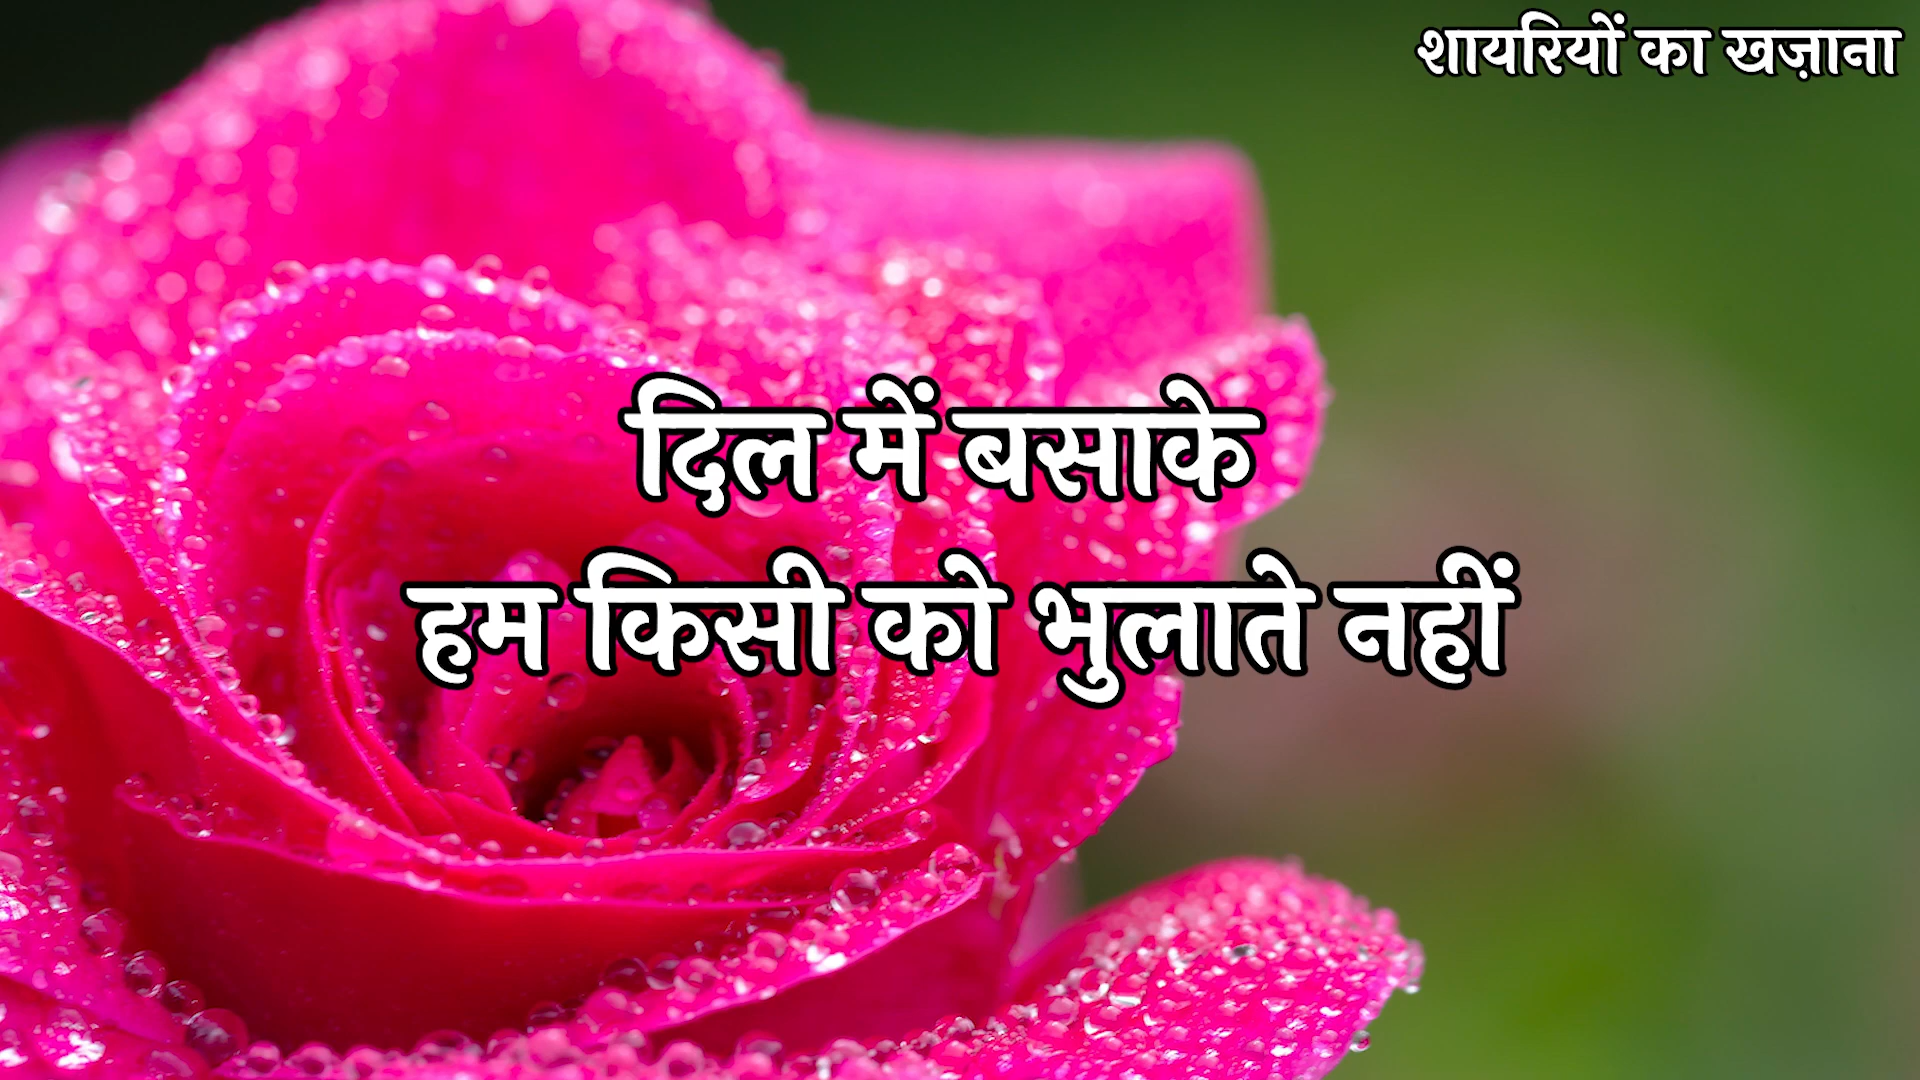 शायरियों का खज़ाना
दिल में बसाके
हम किसी को भुलाते नहीं